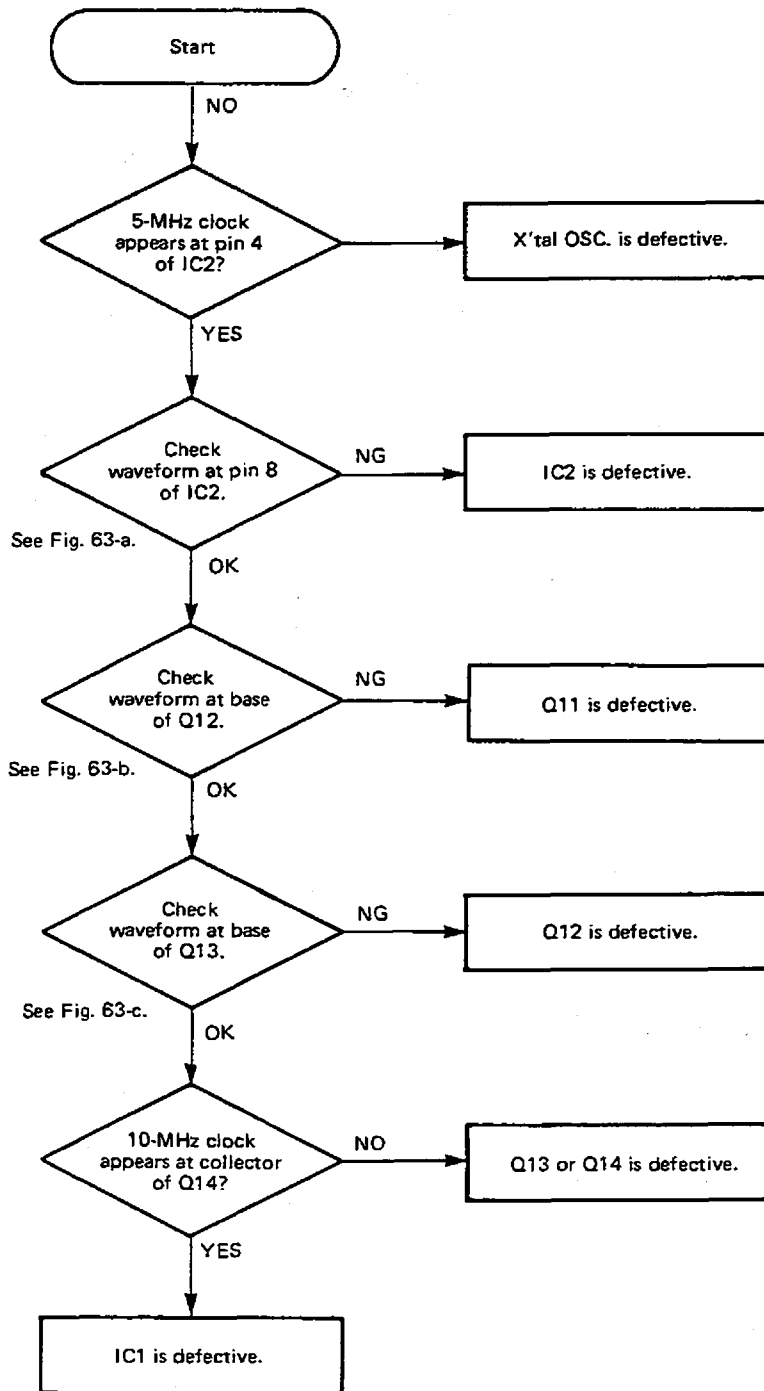 Start
NO
5-MHz clock
appears at pin 4
of IC2?
X'tal OSC. is defective.
YES
Check
waveform at pin 8
of IC2.
NG
IC2 is defective.
See Fig. 63-a.
OK
Check
waveform at base
of Q12.
NG
Q11 is defective.
See Fig. 63-b.
OK
Check
waveform at base
of Q13.
NG
Q12 is defective.
See Fig. 63-c.
OK
10-MHz clock
appears at collector
of Q14?
NO
Q13 or Q14 is defective.
YES
IC1 is defective.